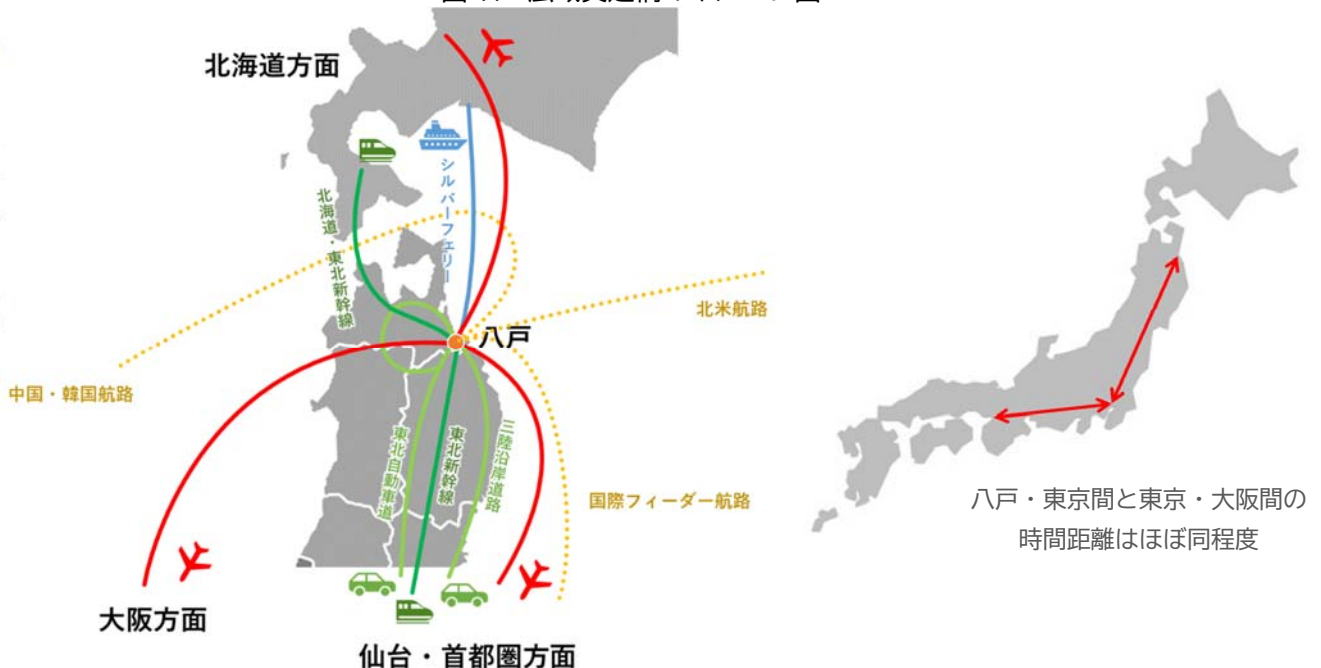 北海道方面
シルバーフェリー
北海道・東北新幹線
北米航路
八戸
中国・韓国航路
東北自動車道
東北新幹線
三陸沿岸道路
国際フィーダー航路
大阪方面
仙台・首都圏方面
八戸・東京間と東京・大阪間の
時間距離はほぼ同程度